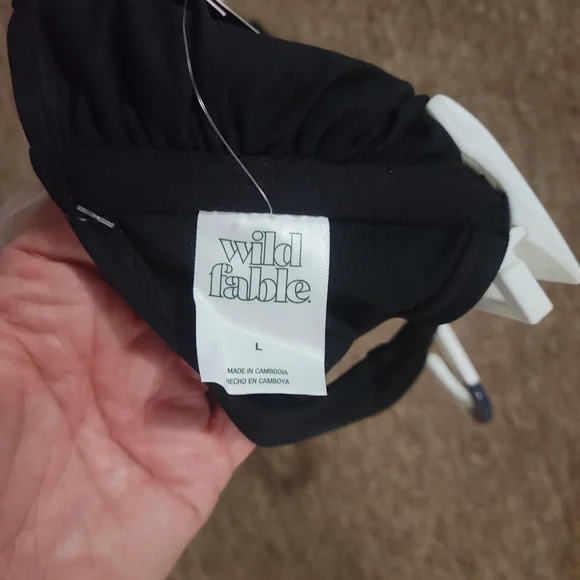 wild
fable.
L
MADE IN CAMBODIA
HECHO EN CAMBOYA